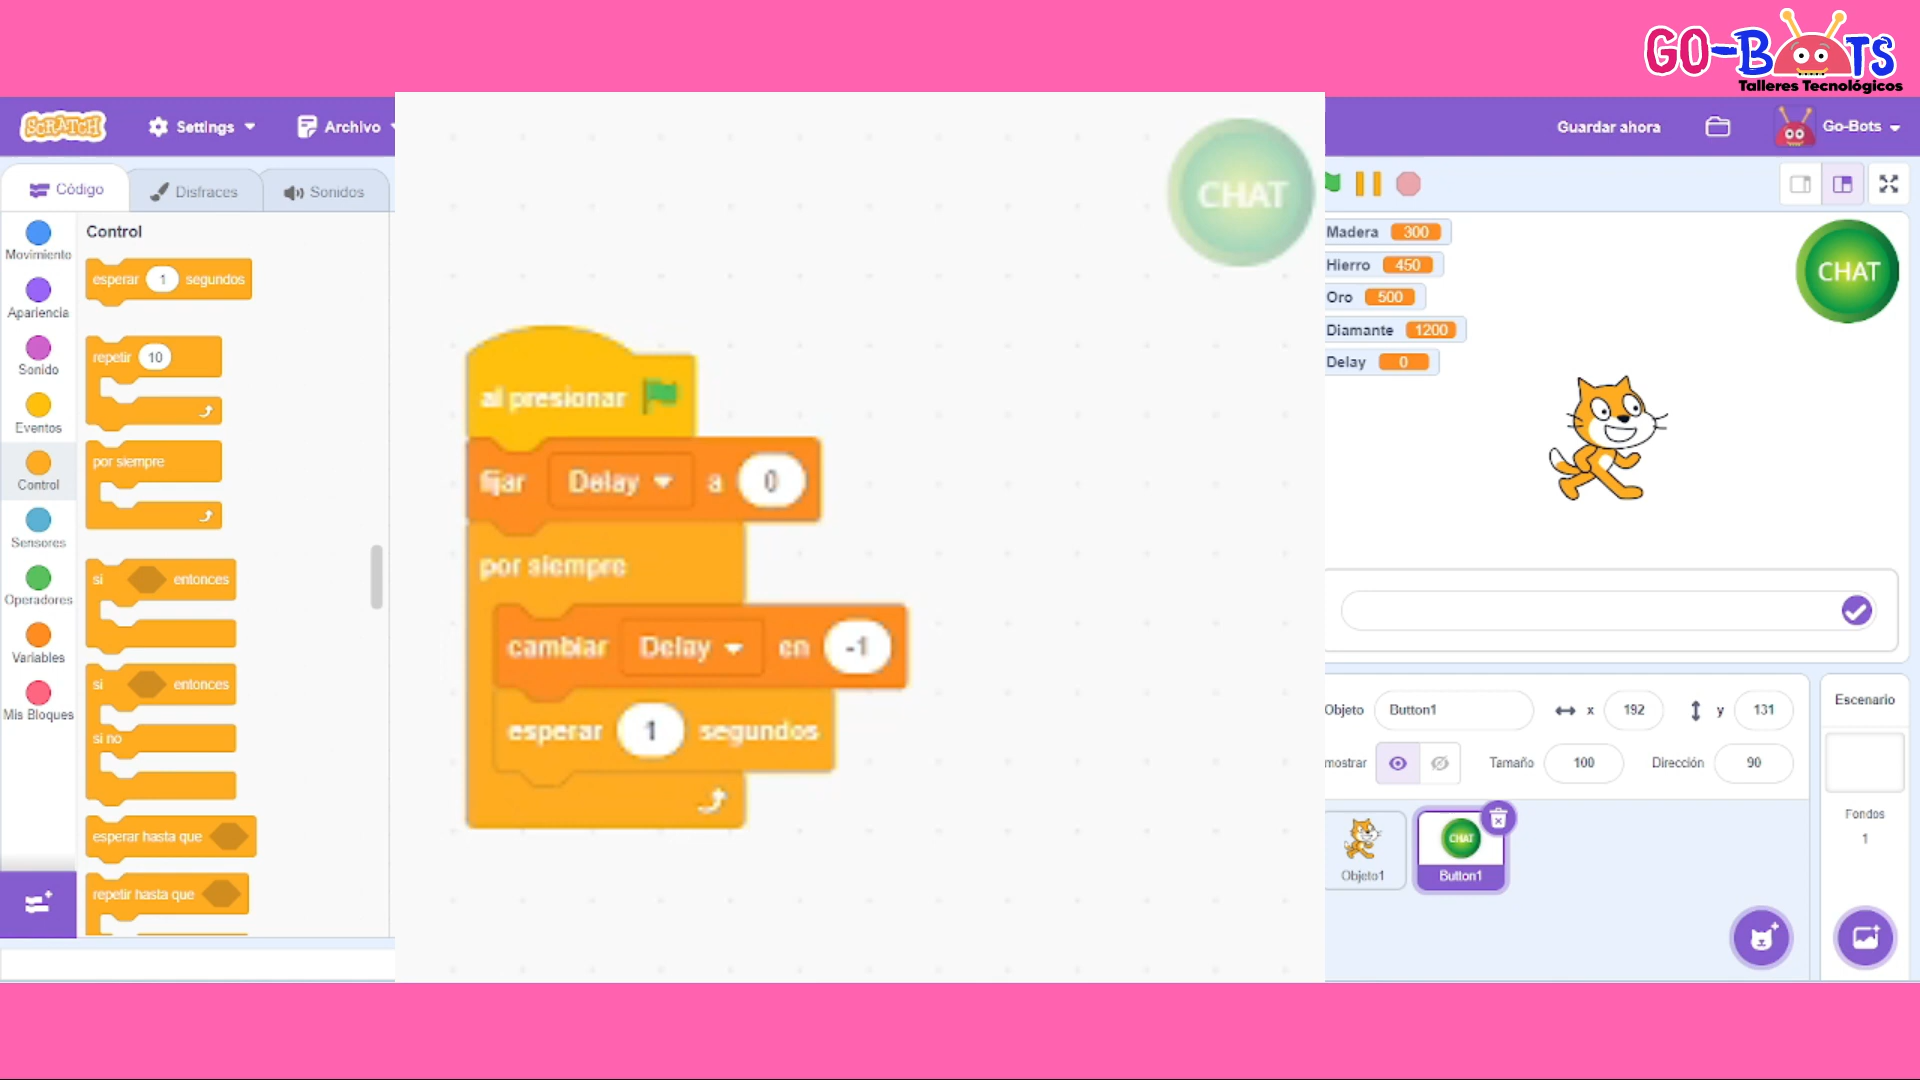 GO-BOTS
Talleres Tecnológicos
SCRATCH
Settings
Archivo
Guardar ahora
Go-Bots
Código
Disfraces
Sonidos
Movimiento
Apariencia
Sonido
Eventos
Control
Sensores
Operadores
Variables
Mis Bloques
Control
esperar 1 segundos
repetir 10
por siempre
si entonces
si entonces
si no
esperar hasta que
repetir hasta que
CHAT
al presionar
fijar Delay a 0
por siempre
cambiar Delay en -1
esperar 1 segundos
Madera 300
Hierro 450
Oro 500
Diamante 1200
Delay 0
CHAT
Objeto Button1 x 192 y 131
mostrar Tamaño 100 Dirección 90
CHAT
Objeto1
Button1
Escenario
Fondos
1